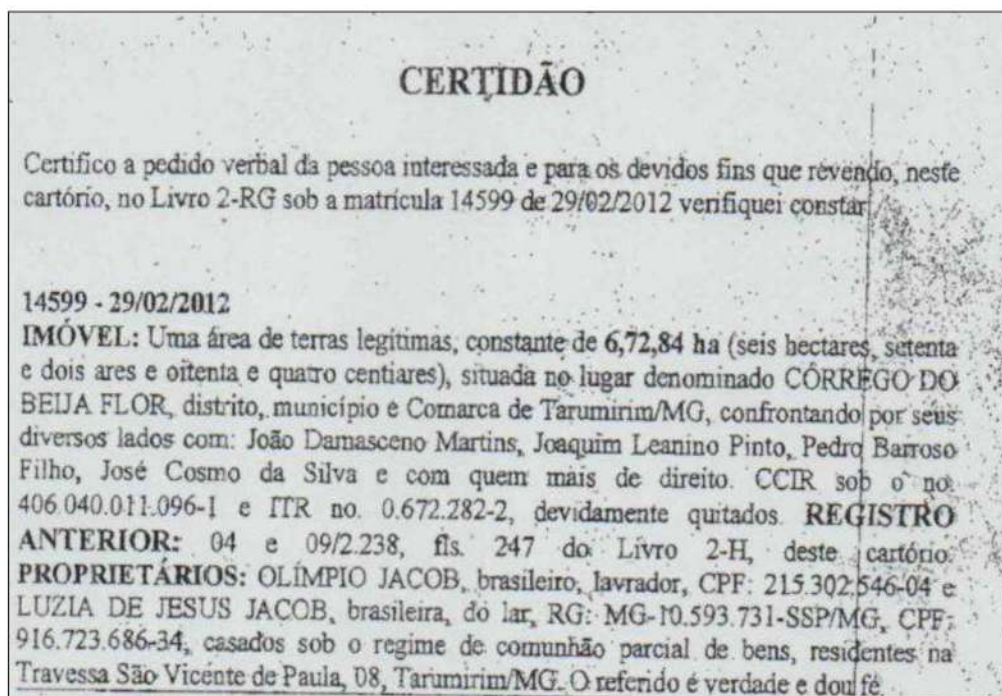 CERTIDÃO
Certifico a pedido verbal da pessoa interessada e para os devidos fins que revendo, neste
cartório, no Livro 2-RG sob a matrícula 14599 de 29/02/2012 verifiquei constar
14599 - 29/02/2012
IMÓVEL: Uma área de terras legítimas, constante de 6,72,84 ha (seis hectares, setenta
e dois ares e oitenta e quatro centiares), situada no lugar denominado CÓRREGO DO
BEIJA FLOR, distrito, município e Comarca de Tarumirim/MG, confrontando por seus
diversos lados com: João Damasceno Martins, Joaquim Leanino Pinto, Pedro Barroso
Filho, José Cosmo da Silva e com quem mais de direito. CCIR sob o no.
406.040.011.096-1 e ITR no. 0.672.282-2, devidamente quitados. REGISTRO
ANTERIOR: 04 e 09/2.238, fls. 247 do Livro 2-H, deste cartório.
PROPRIETÁRIOS: OLÍMPIO JACOB, brasileiro, lavrador, CPF: 215.302.546-04 e
LUZIA DE JESUS JACOB, brasileira, do lar, RG: MG-10.593.731-SSP/MG, CPF:
916.723.686-34, casados sob o regime de comunhão parcial de bens, residentes na
Travessa São Vicente de Paula, 08, Tarumirim/MG. O referido é verdade e dou fé